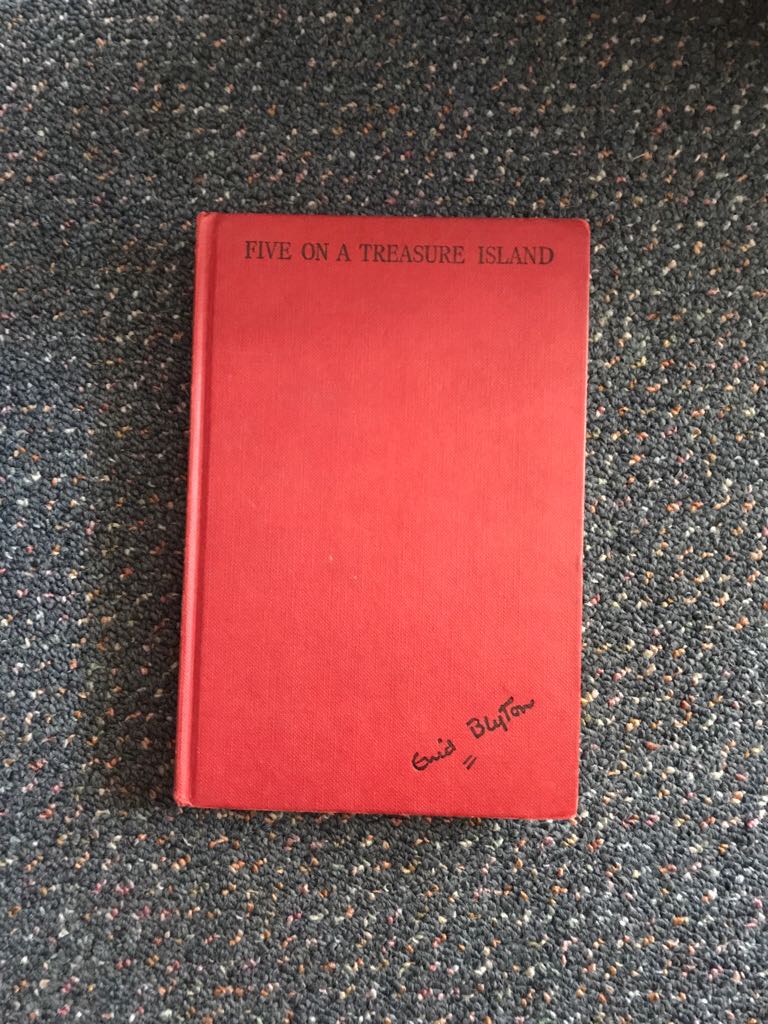 FIVE ON A TREASURE ISLAND
Enid Blyton